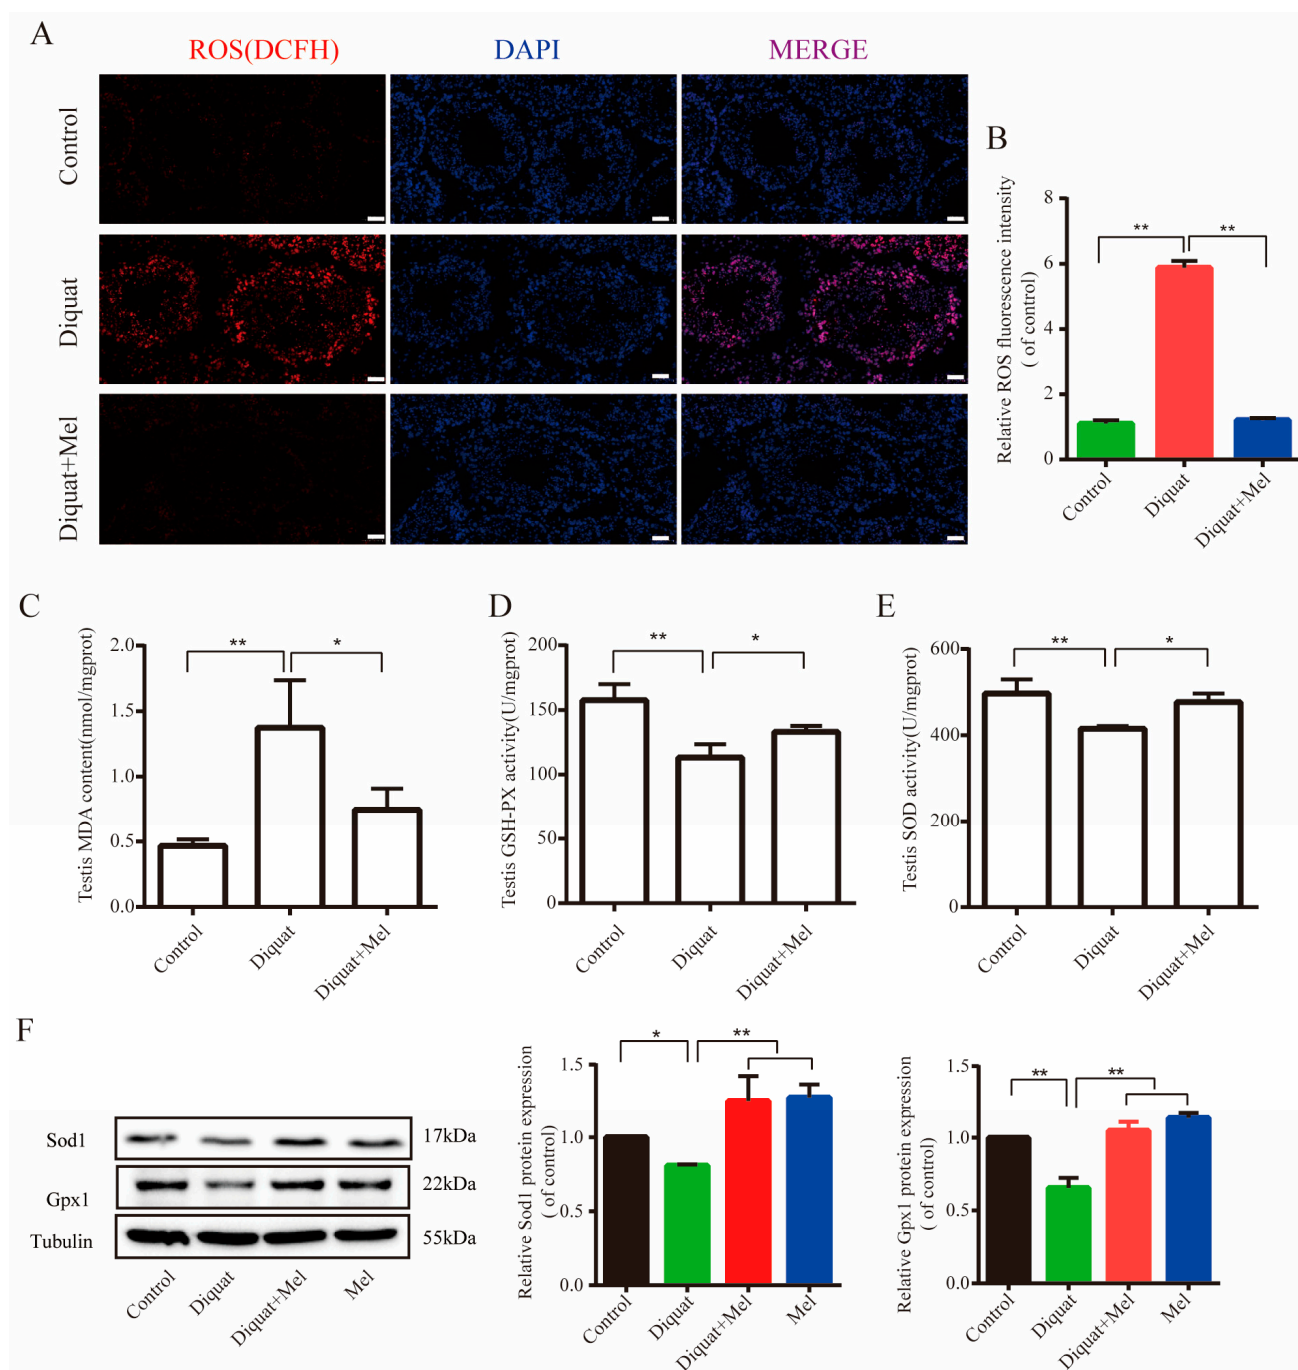 A
ROS(DCFH)
DAPI
MERGE
Control
Diquat
Diquat+Mel
B
Relative ROS fluorescence intensity
( of control)
8
6
4
2
0
**
**
Control
Diquat
Diquat+Mel
C
Testis MDA content(nmol/mgprot)
2.0
1.5
1.0
0.5
0.0
**
*
Control
Diquat
Diquat+Mel
D
Testis GSH-PX activity(U/mgprot)
200
150
100
50
0
**
*
Control
Diquat
Diquat+Mel
E
Testis SOD activity(U/mgprot)
600
400
200
0
**
*
Control
Diquat
Diquat+Mel
F
Sod1
17kDa
Gpx1
22kDa
Tubulin
55kDa
Control
Diquat
Diquat+Mel
Mel
Relative Sod1 protein expression
( of control)
1.5
1.0
0.5
0.0
*
**
Control
Diquat
Diquat+Mel
Mel
Relative Gpx1 protein expression
( of control)
1.5
1.0
0.5
0.0
**
**
Control
Diquat
Diquat+Mel
Mel